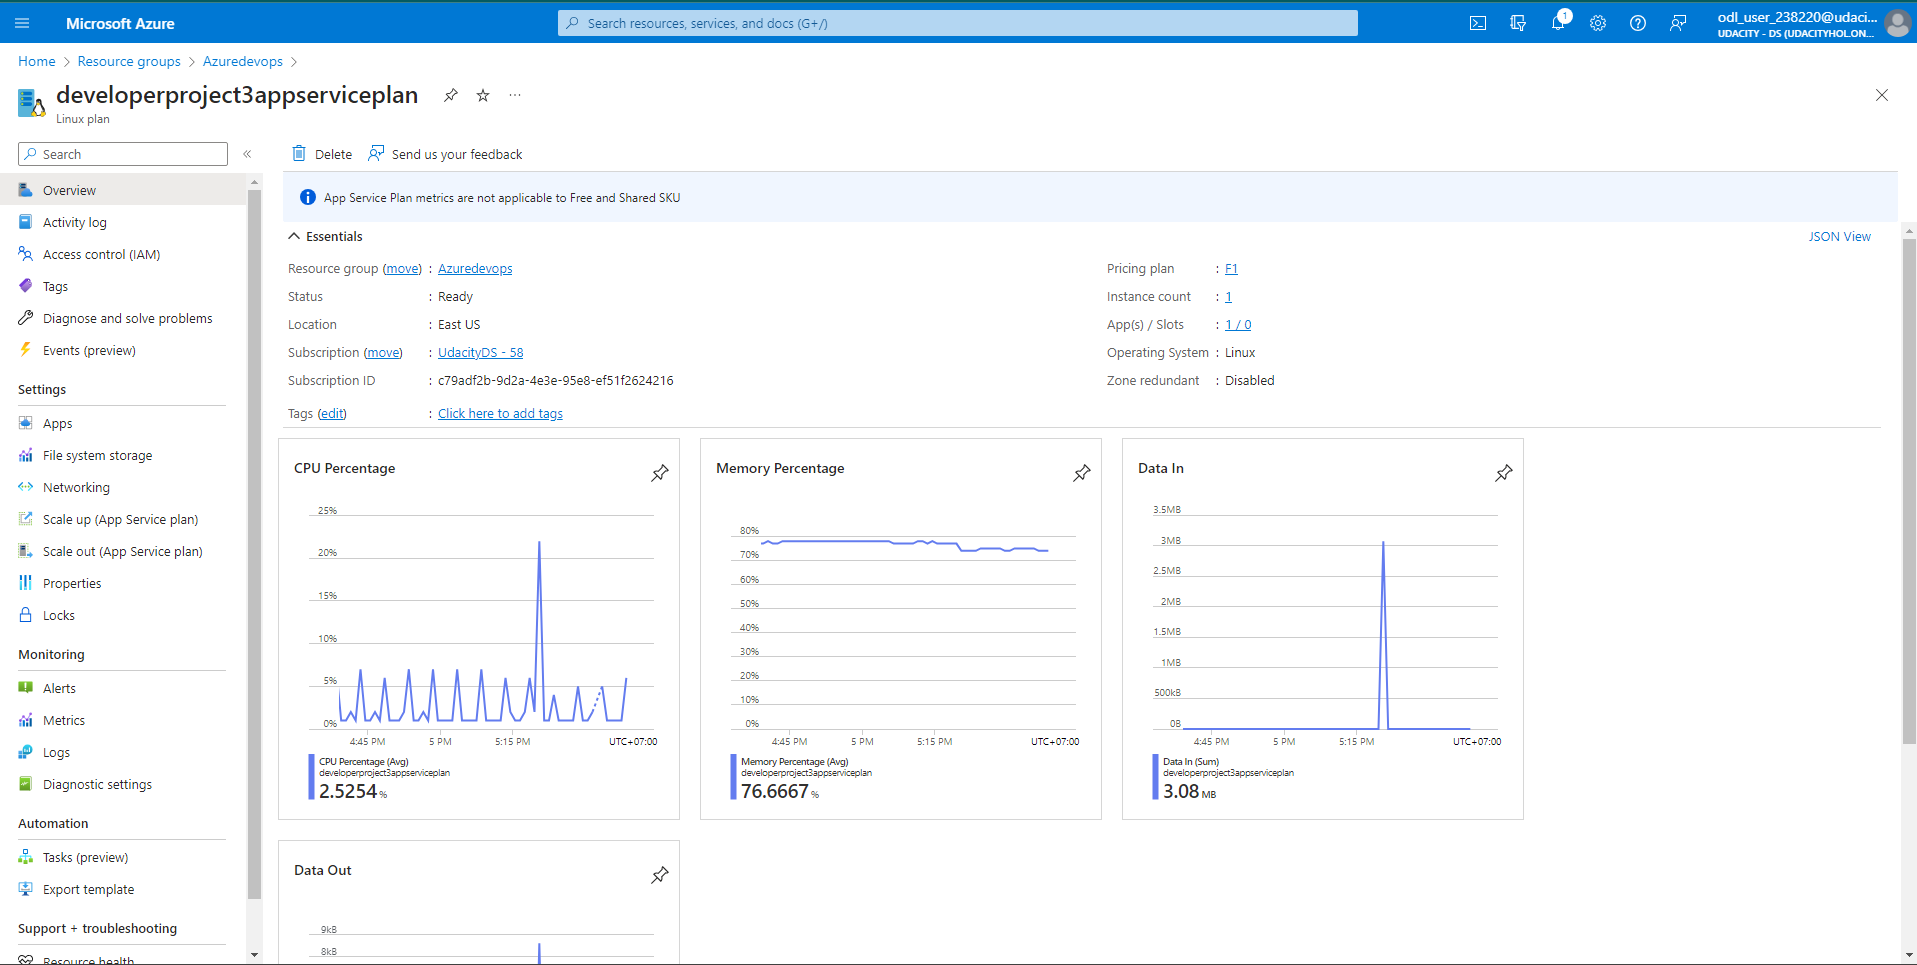 Microsoft Azure
Search resources, services, and docs (G+/)
1
odl_user_238220@udaci...
UDACITY - DS (UDACITYHOL.ON...
Home > Resource groups > Azuredevops >
developerproject3appserviceplan
...
Linux plan
Search
«
Overview
Activity log
Access control (IAM)
Tags
Diagnose and solve problems
Events (preview)
Settings
Apps
File system storage
Networking
Scale up (App Service plan)
Scale out (App Service plan)
Properties
Locks
Monitoring
Alerts
Metrics
Logs
Diagnostic settings
Automation
Tasks (preview)
Export template
Support + troubleshooting
Resource health
Delete
Send us your feedback
App Service Plan metrics are not applicable to Free and Shared SKU
Essentials
JSON View
Resource group (move) : Azuredevops
Status : Ready
Location : East US
Subscription (move) : UdacityDS - 58
Subscription ID : c79adf2b-9d2a-4e3e-95e8-ef51f2624216
Tags (edit) : Click here to add tags
Pricing plan : F1
Instance count : 1
App(s) / Slots : 1 / 0
Operating System : Linux
Zone redundant : Disabled
CPU Percentage
25%
20%
15%
10%
5%
0%
4:45 PM 5 PM 5:15 PM UTC+07:00
CPU Percentage (Avg)
developerproject3appserviceplan
2.5254 %
Memory Percentage
80%
70%
60%
50%
40%
30%
20%
10%
0%
4:45 PM 5 PM 5:15 PM UTC+07:00
Memory Percentage (Avg)
developerproject3appserviceplan
76.6667 %
Data In
3.5MB
3MB
2.5MB
2MB
1.5MB
1MB
500kB
0B
4:45 PM 5 PM 5:15 PM UTC+07:00
Data In (Sum)
developerproject3appserviceplan
3.08 MB
Data Out
9kB
8kB